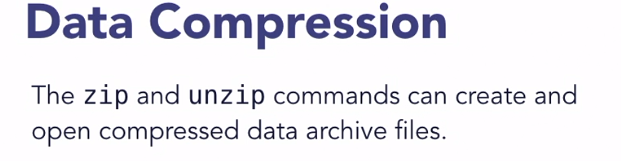 Data Compression
The zip and unzip commands can create and
open compressed data archive files.